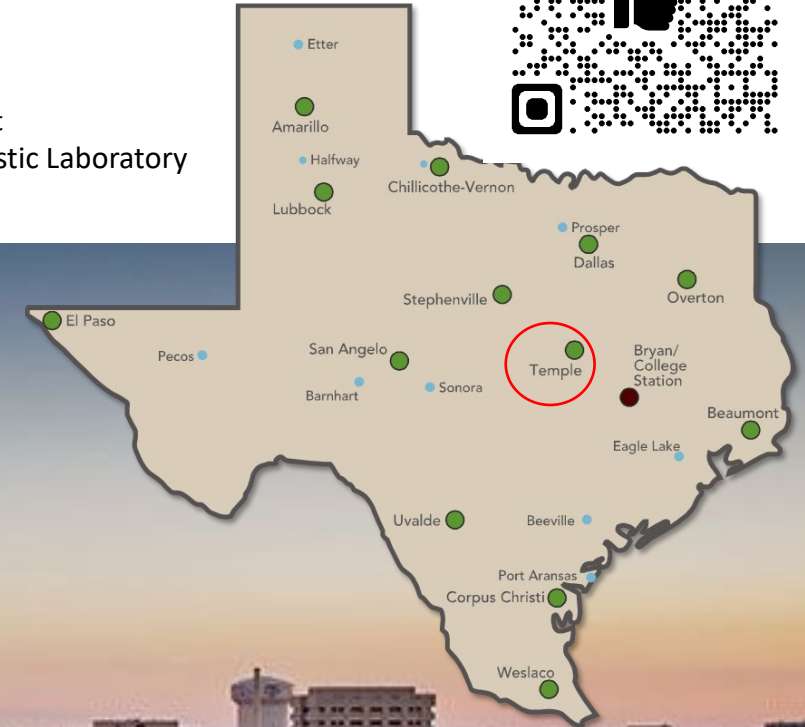 Etter
Amarillo
stic Laboratory
Halfway
Chillicothe-Vernon
Lubbock
Prosper
Dallas
Overton
Stephenville
El Paso
Pecos
San Angelo
Temple
Bryan/
College
Station
Barnhart
Sonora
Beaumont
Eagle Lake
Uvalde
Beeville
Port Aransas
Corpus Christi
Weslaco